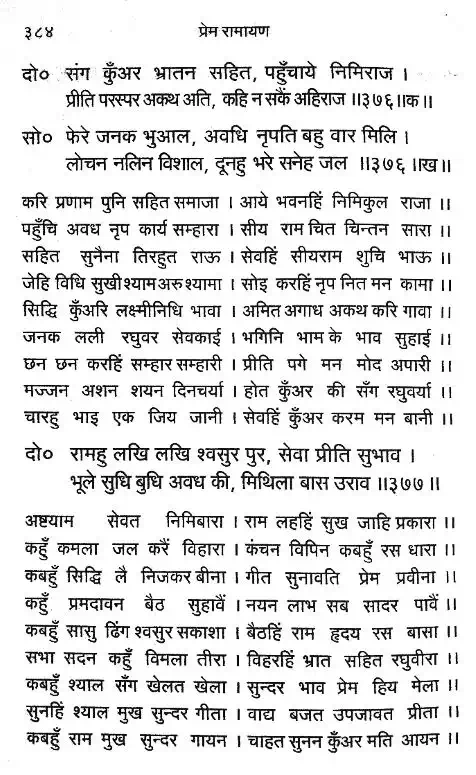 ३८४ प्रेम रामायण
दो० संग कुँअर भ्रातन सहित, पहुँचाये निमिराज ।
प्रीति परस्पर अकथ अति, कहि न सकैं अहिराज ॥३७६॥क॥
सो० फेरे जनक भुआल, अवधि नृपति बहु वार मिलि ।
लोचन नलिन विशाल, दूनहु भरे सनेह जल ॥३७६॥ख॥
करि प्रणाम पुनि सहित समाजा । आये भवनहिं निमिकुल राजा ॥
पहुँचि अवध नृप कार्य सम्हारा । सीय राम चित चिन्तन सारा ॥
सहित सुनैना तिरहुत राऊ । सेवहिं सीयराम शुचि भाऊ ॥
जेहि विधि सुखी श्याम अरु श्यामा । सोइ करहिं नृप नित मन कामा ॥
सिद्धि कुँअरि लक्ष्मीनिधि भावा । अमित अगाध अकथ करि गावा ॥
जनक लली रघुवर सेवकाई । भगिनि भाम के भाव सुहाई ॥
छन छन करहिं सम्हार सम्हारी । प्रीति पगे मन मोद अपारी ॥
मज्जन अशन शयन दिनचर्या । होत कुँअर की सँग रघुवर्या ॥
चारहु भाइ एक जिय जानी । सेवहिं कुँअर करम मन बानी ॥
दो० रामहु लखि लखि श्वसुर पुर, सेवा प्रीति सुभाव ।
भूले सुधि बुधि अवध की, मिथिला बास उराव ॥३७७॥
अष्टयाम सेवत निमिबारा । राम लहहिं सुख जाहि प्रकारा ॥
कहुँ कमला जल करैं विहारा । कंचन विपिन कबहुँ रस धारा ॥
कबहुँ सिद्धि लै निजकर बीना । गीत सुनावति प्रेम प्रवीना ॥
कहुँ प्रमदावन बैठ सुहावैं । नयन लाभ सब सादर पावैं ॥
कबहुँ सासु ढिंग श्वसुर सकाशा । बैठहिं राम हृदय रस बासा ॥
सभा सदन कहुँ विमला तीरा । विहरहिं भ्रात सहित रघुवीरा ॥
कबहुँ श्याल सँग खेलत खेला । सुन्दर भाव प्रेम हिय मेला ॥
सुनहिं श्याल मुख सुन्दर गीता । वाद्य बजत उपजावत प्रीता ॥
कबहुँ राम मुख सुन्दर गायन । चाहत सुनन कुँअर मति आयन ॥